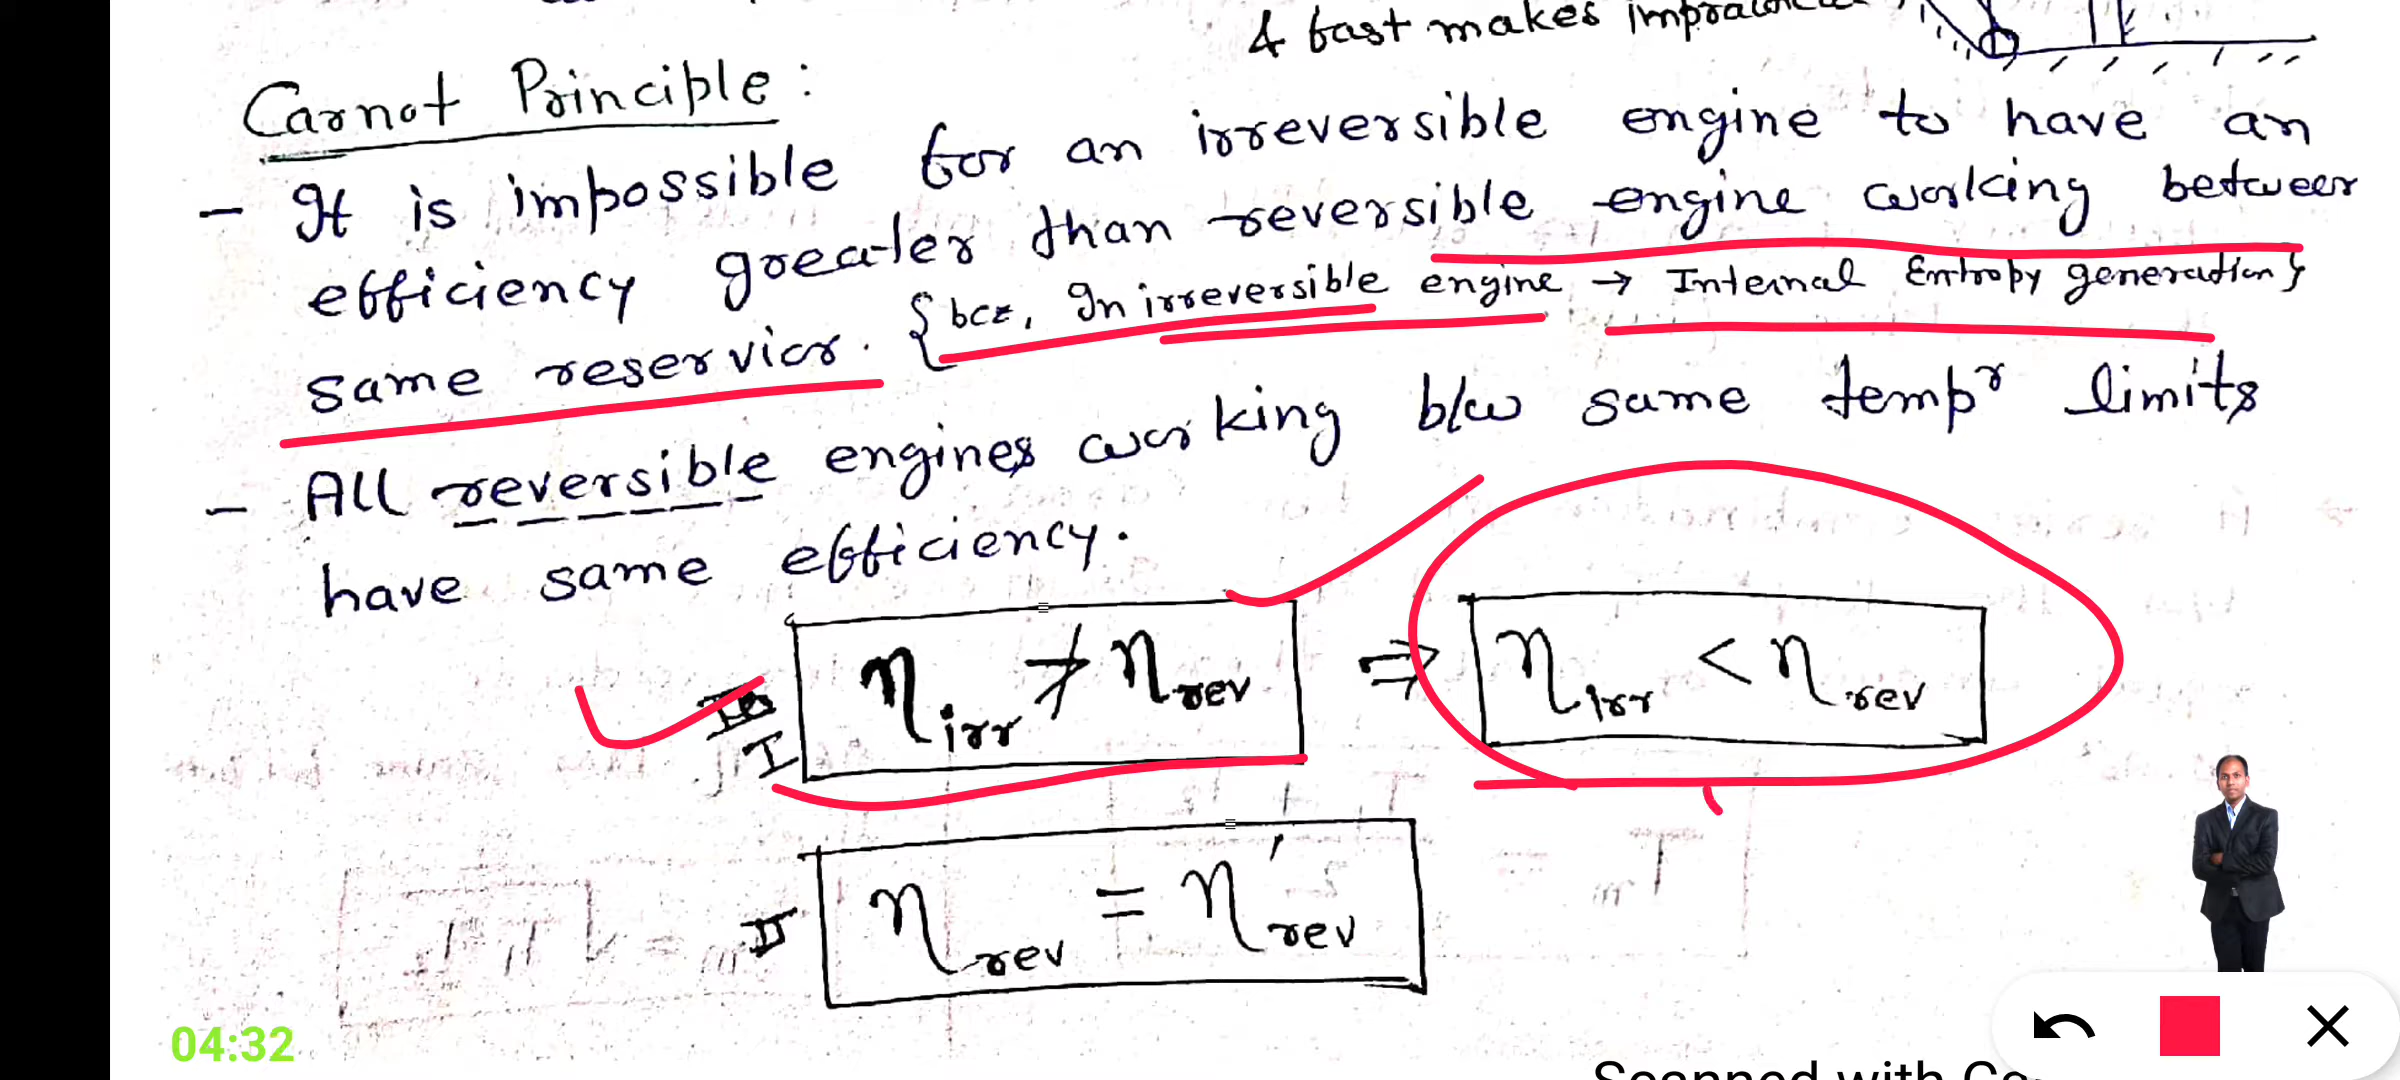 & fast makes
Carnot Principle :
- It is impossible for an irreversible engine to have an
efficiency greater than reversible engine working between
same reservior. {bcz, In irreversible engine → Internal Entropy generation}
- All reversible engines working b/w same tempr limits
have same efficiency.
I ηirr ≯ ηrev ⇒ ηirr < ηrev
II ηrev = η'rev
04:32
Scanned with